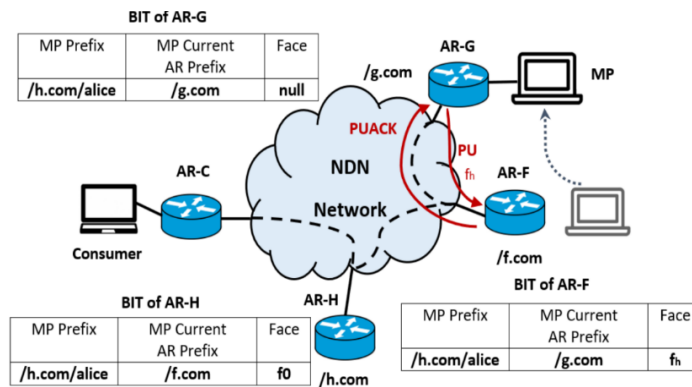 BIT of AR-G
MP Prefix MP Current AR Prefix Face
/h.com/alice /g.com null
AR-G
/g.com
MP
PUACK
PU
fh
NDN
Network
AR-C
Consumer
AR-F
/f.com
AR-H
/h.com
BIT of AR-H
MP Prefix MP Current AR Prefix Face
/h.com/alice /f.com f0
BIT of AR-F
MP Prefix MP Current AR Prefix Face
/h.com/alice /g.com fh